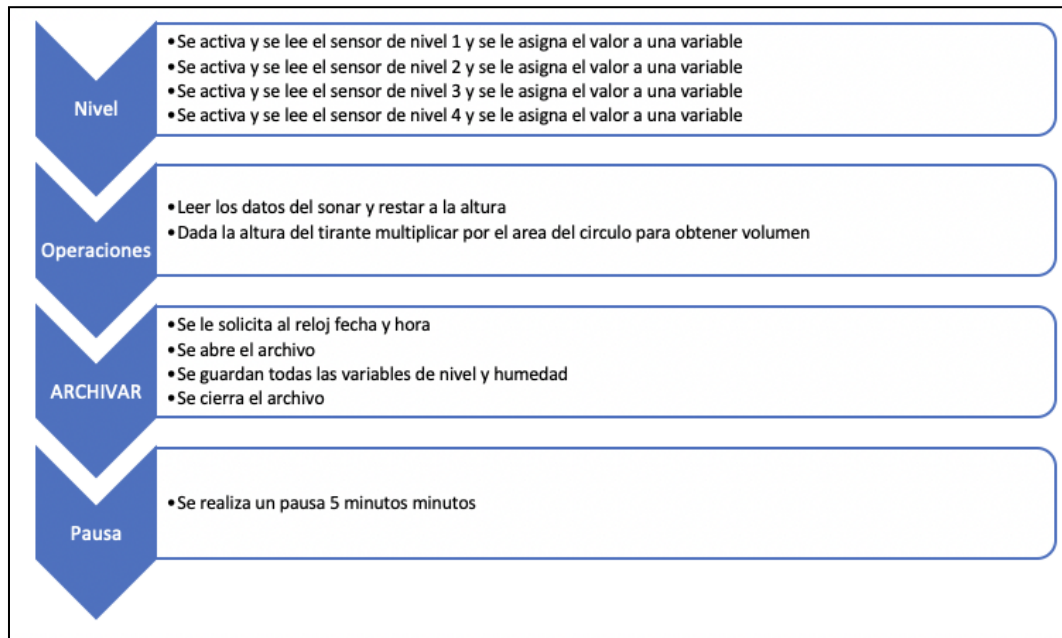 Nivel
•Se activa y se lee el sensor de nivel 1 y se le asigna el valor a una variable
•Se activa y se lee el sensor de nivel 2 y se le asigna el valor a una variable
•Se activa y se lee el sensor de nivel 3 y se le asigna el valor a una variable
•Se activa y se lee el sensor de nivel 4 y se le asigna el valor a una variable
Operaciones
•Leer los datos del sonar y restar a la altura
•Dada la altura del tirante multiplicar por el area del circulo para obtener volumen
ARCHIVAR
•Se le solicita al reloj fecha y hora
•Se abre el archivo
•Se guardan todas las variables de nivel y humedad
•Se cierra el archivo
Pausa
•Se realiza un pausa 5 minutos minutos